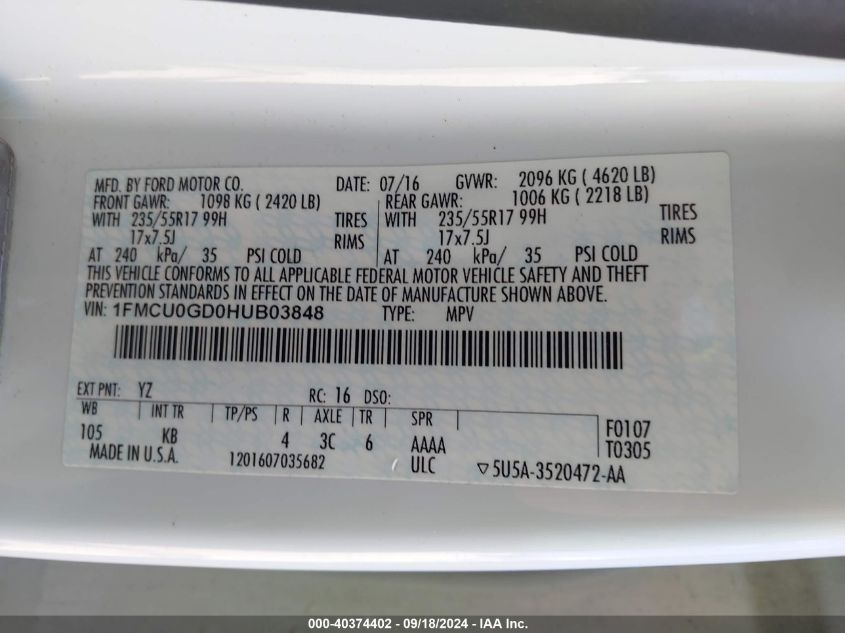 MFD. BY FORD MOTOR CO. DATE: 07/16 GVWR: 2096 KG ( 4620 LB)
FRONT GAWR: 1098 KG ( 2420 LB) REAR GAWR: 1006 KG ( 2218 LB)
WITH 235/55R17 99H TIRES WITH 235/55R17 99H TIRES
17x7.5J RIMS 17x7.5J RIMS
AT 240 kPa/ 35 PSI COLD AT 240 kPa/ 35 PSI COLD
THIS VEHICLE CONFORMS TO ALL APPLICABLE FEDERAL MOTOR VEHICLE SAFETY AND THEFT
PREVENTION STANDARDS IN EFFECT ON THE DATE OF MANUFACTURE SHOWN ABOVE.
VIN: 1FMCU0GD0HUB03848 TYPE: MPV
EXT PNT: YZ RC: 16 DSO:
WB INT TR TP/PS R AXLE TR SPR F0107
105 KB 4 3C 6 AAAA T0305
MADE IN U.S.A. 1201607035682 ULC ▽5U5A-3520472-AA
000-40374402 - 09/18/2024 - IAA Inc.